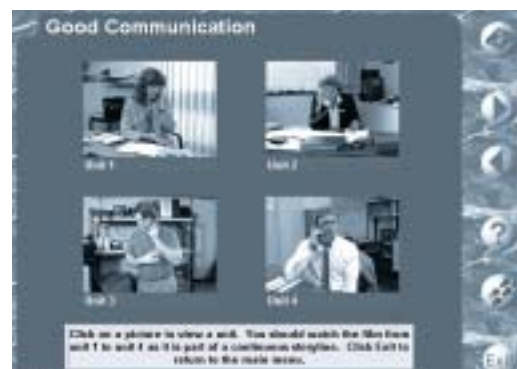 Good Communication
Unit 1
Unit 2
Unit 3
Unit 4
Click on a picture to view a unit. You should watch the film from
unit 1 to unit 4 as it is part of a continuous storyline. Click Exit to
return to the main menu.
Ex